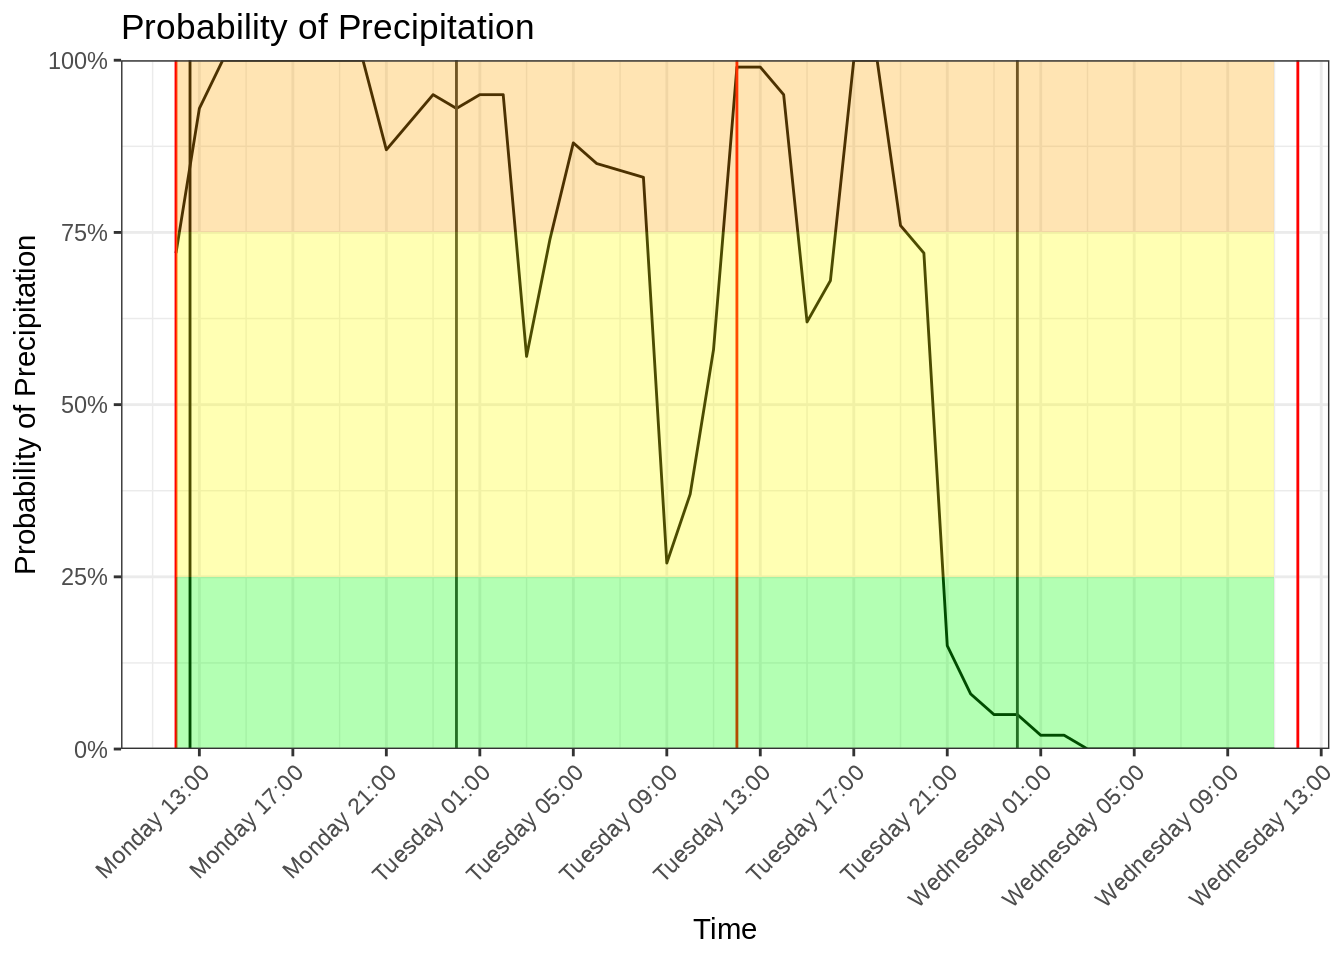 Probability of Precipitation
Probability of Precipitation
100%
75%
50%
25%
0%
Monday 13:00
Monday 17:00
Monday 21:00
Tuesday 01:00
Tuesday 05:00
Tuesday 09:00
Tuesday 13:00
Tuesday 17:00
Tuesday 21:00
Wednesday 01:00
Wednesday 05:00
Wednesday 09:00
Wednesday 13:00
Time